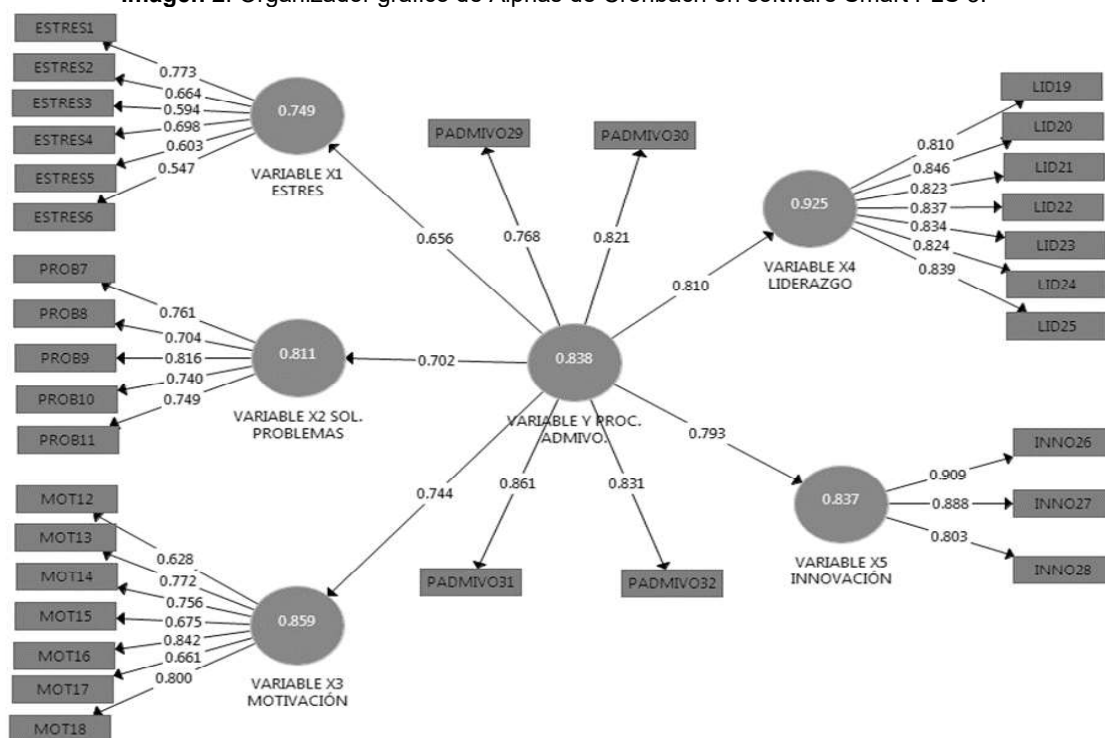 Imagen 2. Organizador gráfico de Alphas de Cronbach en software Smart PLS 3.
ESTRES1
ESTRES2
ESTRES3
ESTRES4
ESTRES5
ESTRES6
0.773
0.664
0.594
0.698
0.603
0.547
0.749
VARIABLE X1
ESTRES
0.656
PROB7
PROB8
PROB9
PROB10
PROB11
0.761
0.704
0.816
0.740
0.749
0.811
VARIABLE X2 SOL.
PROBLEMAS
0.702
MOT12
MOT13
MOT14
MOT15
MOT16
MOT17
MOT18
0.628
0.772
0.756
0.675
0.842
0.661
0.800
0.859
VARIABLE X3
MOTIVACIÓN
0.744
PADMIVO29
PADMIVO30
0.768
0.821
0.838
VARIABLE Y PROC.
ADMIVO.
0.861
0.831
PADMIVO31
PADMIVO32
0.810
0.925
VARIABLE X4
LIDERAZGO
0.810
0.846
0.823
0.837
0.834
0.824
0.839
LID19
LID20
LID21
LID22
LID23
LID24
LID25
0.793
0.837
VARIABLE X5
INNOVACIÓN
0.909
0.888
0.803
INNO26
INNO27
INNO28